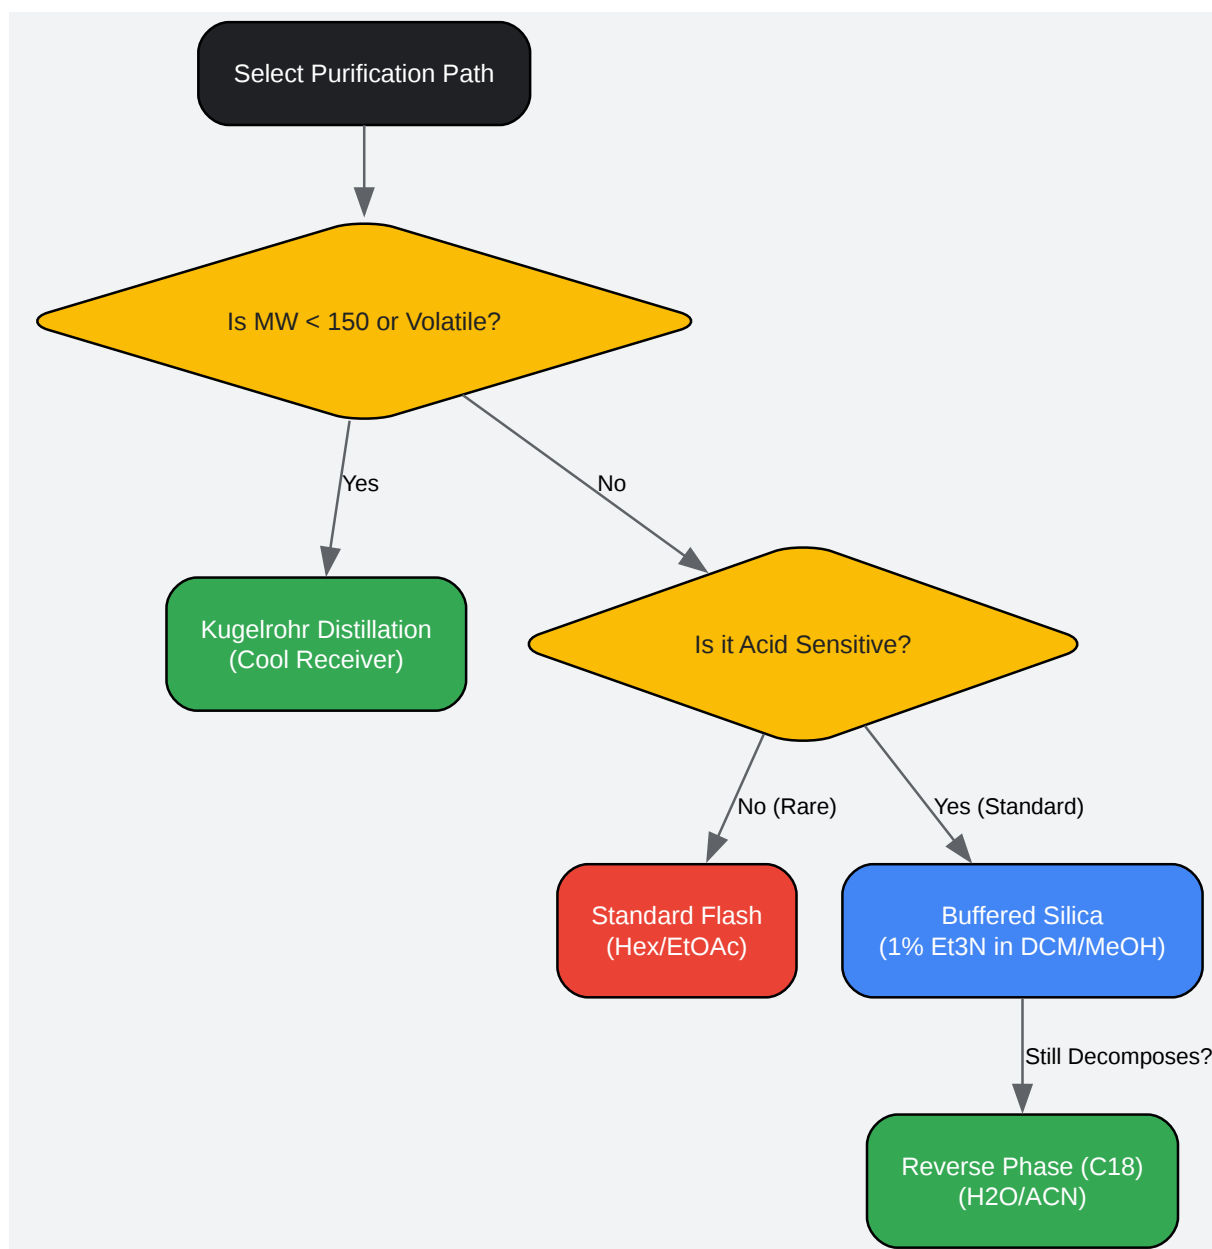 Select Purification Path
Is MW < 150 or Volatile?
Yes
No
Kugelrohr Distillation
(Cool Receiver)
Is it Acid Sensitive?
No (Rare)
Yes (Standard)
Standard Flash
(Hex/EtOAc)
Buffered Silica
(1% Et3N in DCM/MeOH)
Still Decomposes?
Reverse Phase (C18)
(H2O/ACN)